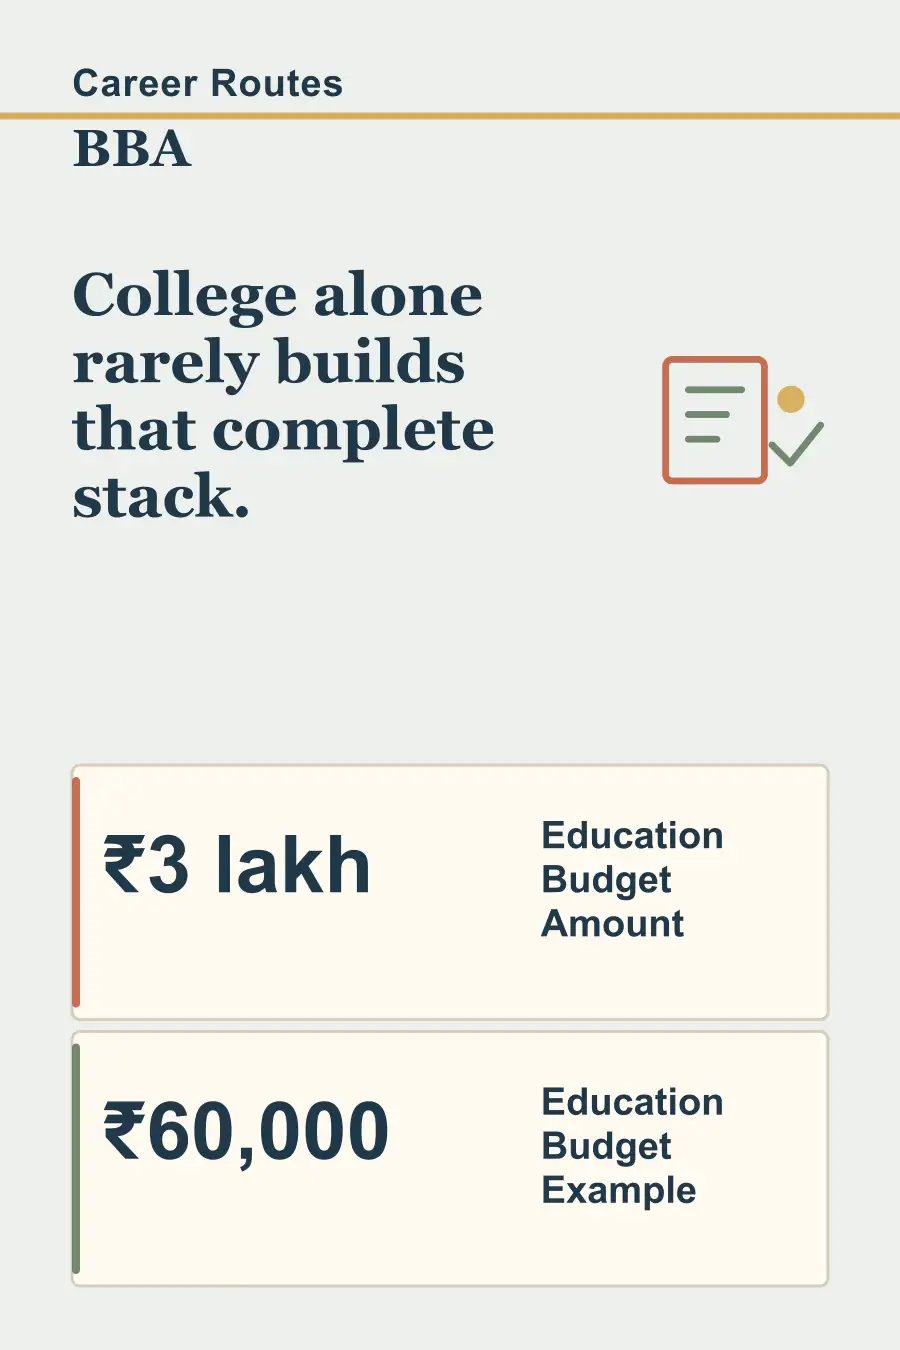 Career Routes
BBA
College alone
rarely builds
that complete
stack.
₹3 lakh
Education
Budget
Amount
₹60,000
Education
Budget
Example